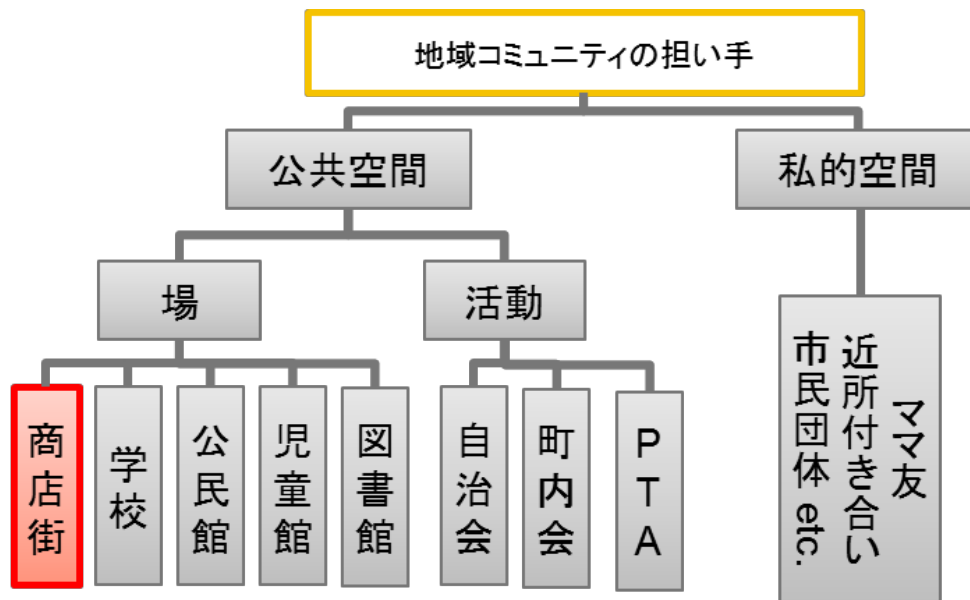 地域コミュニティの担い手
公共空間
私的空間
場
活動
商店街
学校
公民館
児童館
図書館
自治会
町内会
PTA
ママ友
近所付き合い
市民団体 etc.